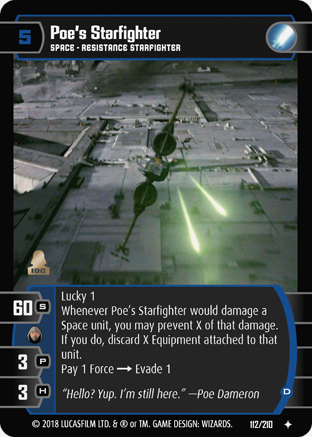 5
Poe's Starfighter
SPACE - RESISTANCE STARFIGHTER
IDC
60 S
Lucky 1
Whenever Poe's Starfighter would damage a
Space unit, you may prevent X of that damage.
If you do, discard X Equipment attached to that
unit.
3 P
Pay 1 Force → Evade 1
3 H
"Hello? Yup. I'm still here." —Poe Dameron
D
© 2018 LUCASFILM LTD. & ® or TM. GAME DESIGN: WIZARDS. 112/210